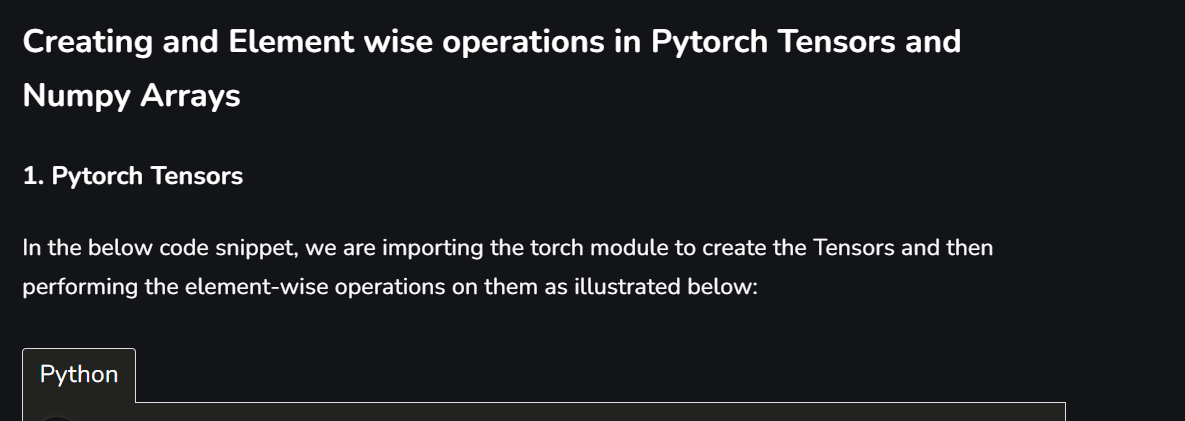 Creating and Element wise operations in Pytorch Tensors and
Numpy Arrays
1. Pytorch Tensors
In the below code snippet, we are importing the torch module to create the Tensors and then
performing the element-wise operations on them as illustrated below:
Python